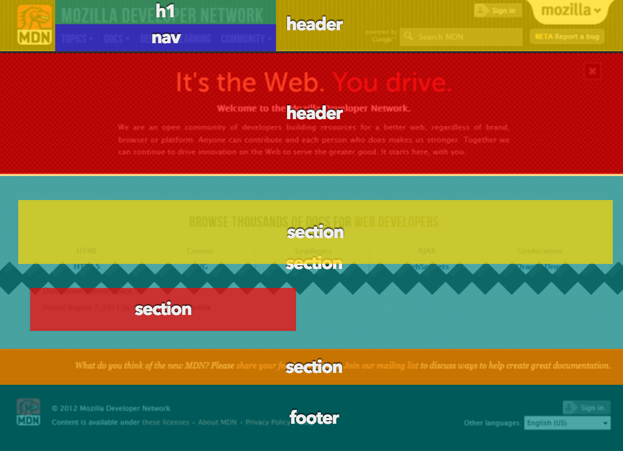 h1
MOZILLA DEVELOPER NETWORK
Sign in
mozilla
MDN
nav
TOPICS DOCS LEARNING COMMUNITY
header
powered by
Google
Search MDN
BETA Report a bug
It's the Web. You drive.
Welcome to the Mozilla Developer Network.
header
We are an open community of developers building resources for a better web, regardless of brand,
browser or platform. Anyone can contribute and each person who does makes us stronger. Together we
can continue to drive innovation on the Web to serve the greater good. It starts here, with you.
BROWSE THOUSANDS OF DOCS FOR WEB DEVELOPERS
section
HTML Canvas AJAX
section
section
What do you think of the new MDN? Please share your Join our mailing list to discuss ways to help create great documentation.
section
MDN
© 2012 Mozilla Developer Network
Content is available under these licenses • About MDN • Privacy Policy
footer
Sign in
Other languages English (US)